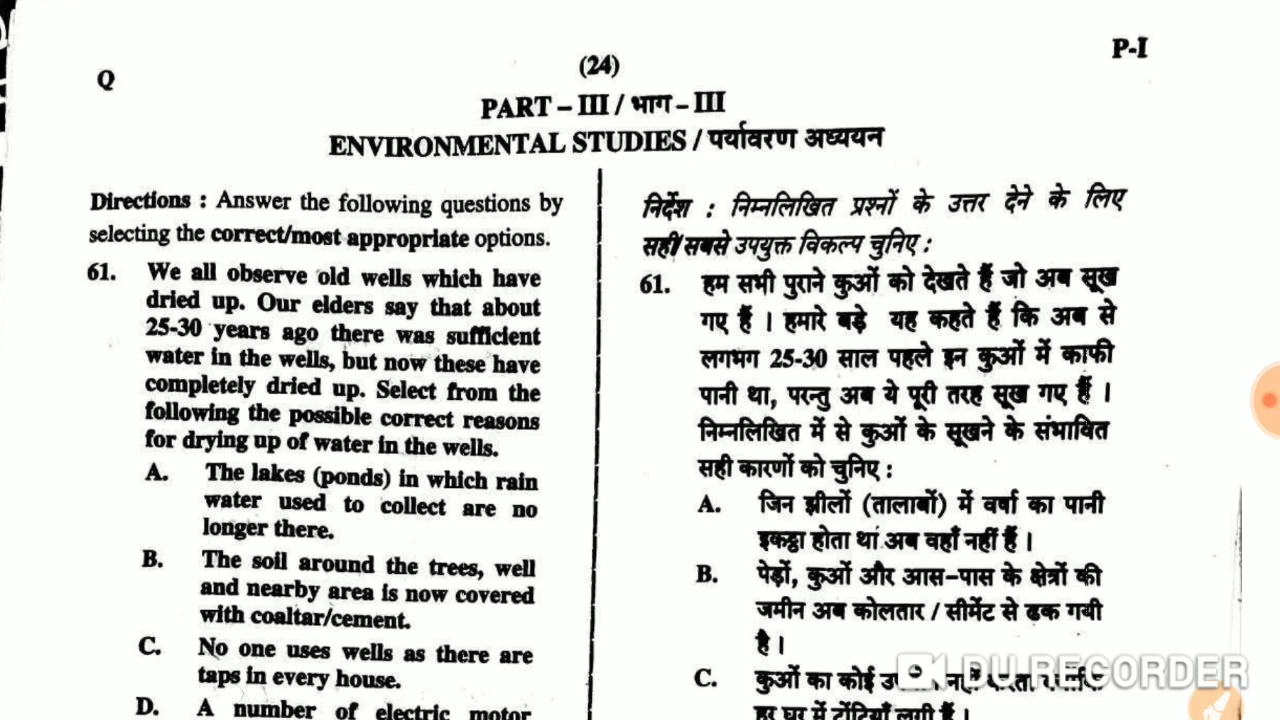 P-I
Q
(24)
PART – III / भाग – III
ENVIRONMENTAL STUDIES / पर्यावरण अध्ययन
Directions : Answer the following questions by
selecting the correct/most appropriate options.
61. We all observe old wells which have
dried up. Our elders say that about
25-30 years ago there was sufficient
water in the wells, but now these have
completely dried up. Select from the
following the possible correct reasons
for drying up of water in the wells.
A. The lakes (ponds) in which rain
water used to collect are no
longer there.
B. The soil around the trees, well
and nearby area is now covered
with coaltar/cement.
C. No one uses wells as there are
taps in every house.
D. A number of electric motor
निर्देश : निम्नलिखित प्रश्नों के उत्तर देने के लिए
सही/सबसे उपयुक्त विकल्प चुनिए :
61. हम सभी पुराने कुओं को देखते हैं जो अब सूख
गए हैं । हमारे बड़े यह कहते हैं कि अब से
लगभग 25-30 साल पहले इन कुओं में काफी
पानी था, परन्तु अब ये पूरी तरह सूख गए हैं ।
निम्नलिखित में से कुओं के सूखने के संभावित
सही कारणों को चुनिए :
A. जिन झीलों (तालाबों) में वर्षा का पानी
इकट्ठा होता था अब वहाँ नहीं हैं ।
B. पेड़ों, कुओं और आस-पास के क्षेत्रों की
जमीन अब कोलतार / सीमेंट से ढक गयी
है ।
C. कुओं का कोई
हर घर में टोंटियाँ लगी हैं ।
DU RECORDER